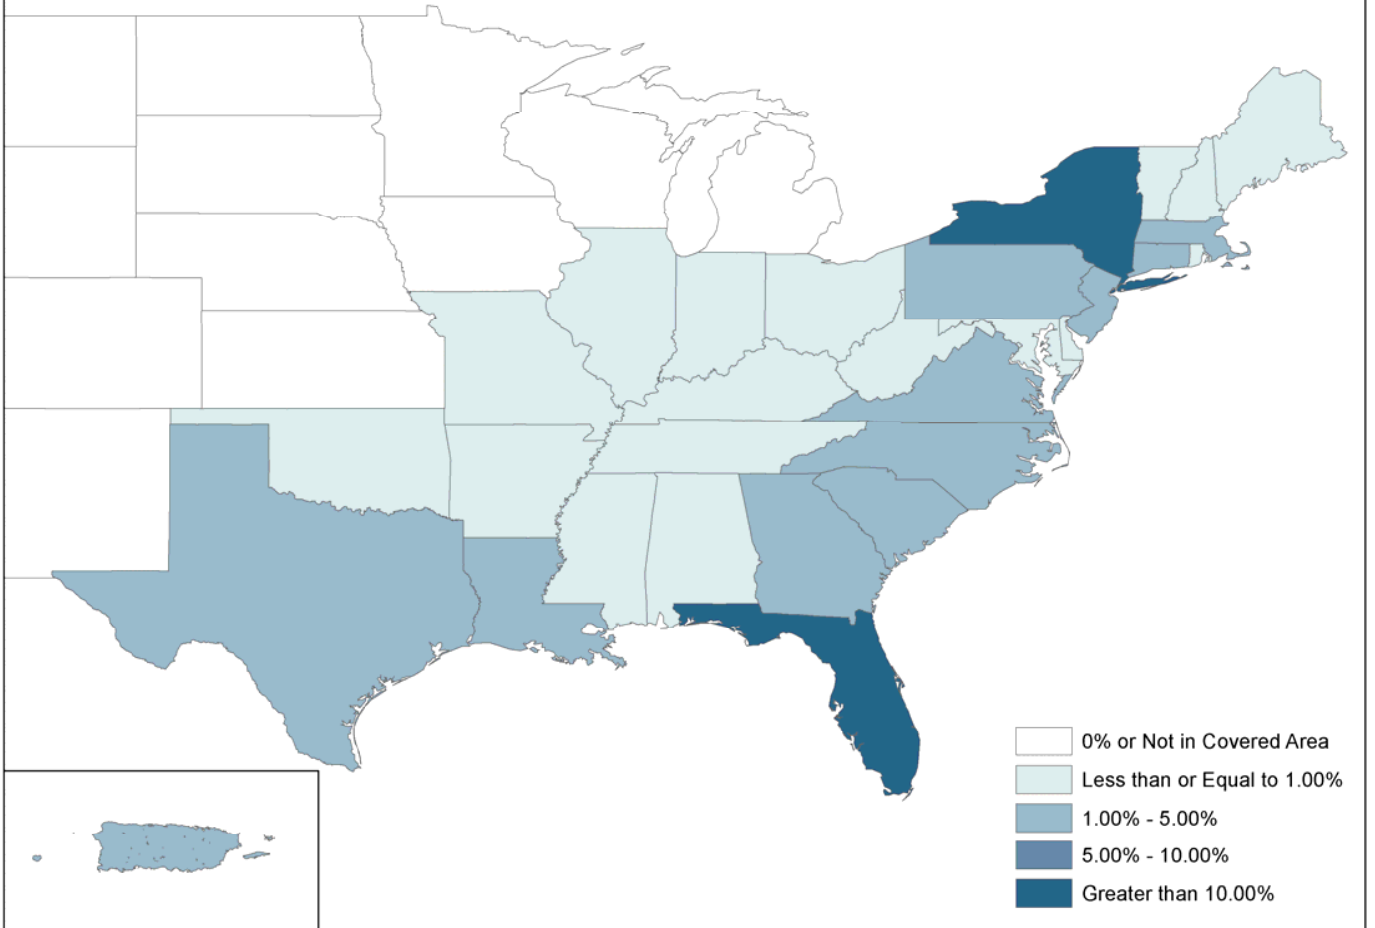 0% or Not in Covered Area
Less than or Equal to 1.00%
1.00% - 5.00%
5.00% - 10.00%
Greater than 10.00%